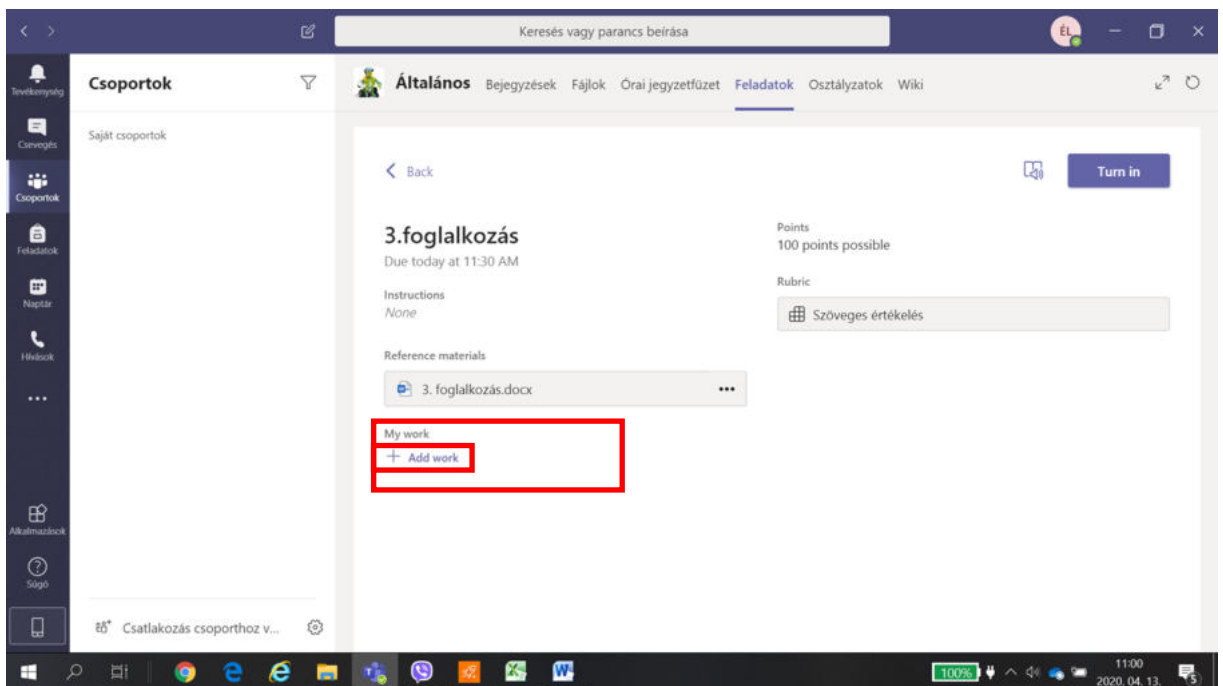 Keresés vagy parancs beírása
ÉL
Tevékenység
Csevegés
Csoportok
Feladatok
Naptár
Hívások
Alkalmazások
Súgó
Csoportok
Saját csoportok
Csatlakozás csoporthoz v...
Általános Bejegyzések Fájlok Órai jegyzetfüzet Feladatok Osztályzatok Wiki
Back
Turn in
3.foglalkozás
Due today at 11:30 AM
Instructions
None
Reference materials
3. foglalkozás.docx
My work
+ Add work
Points
100 points possible
Rubric
Szöveges értékelés
100%
11:00
2020. 04. 13.
5